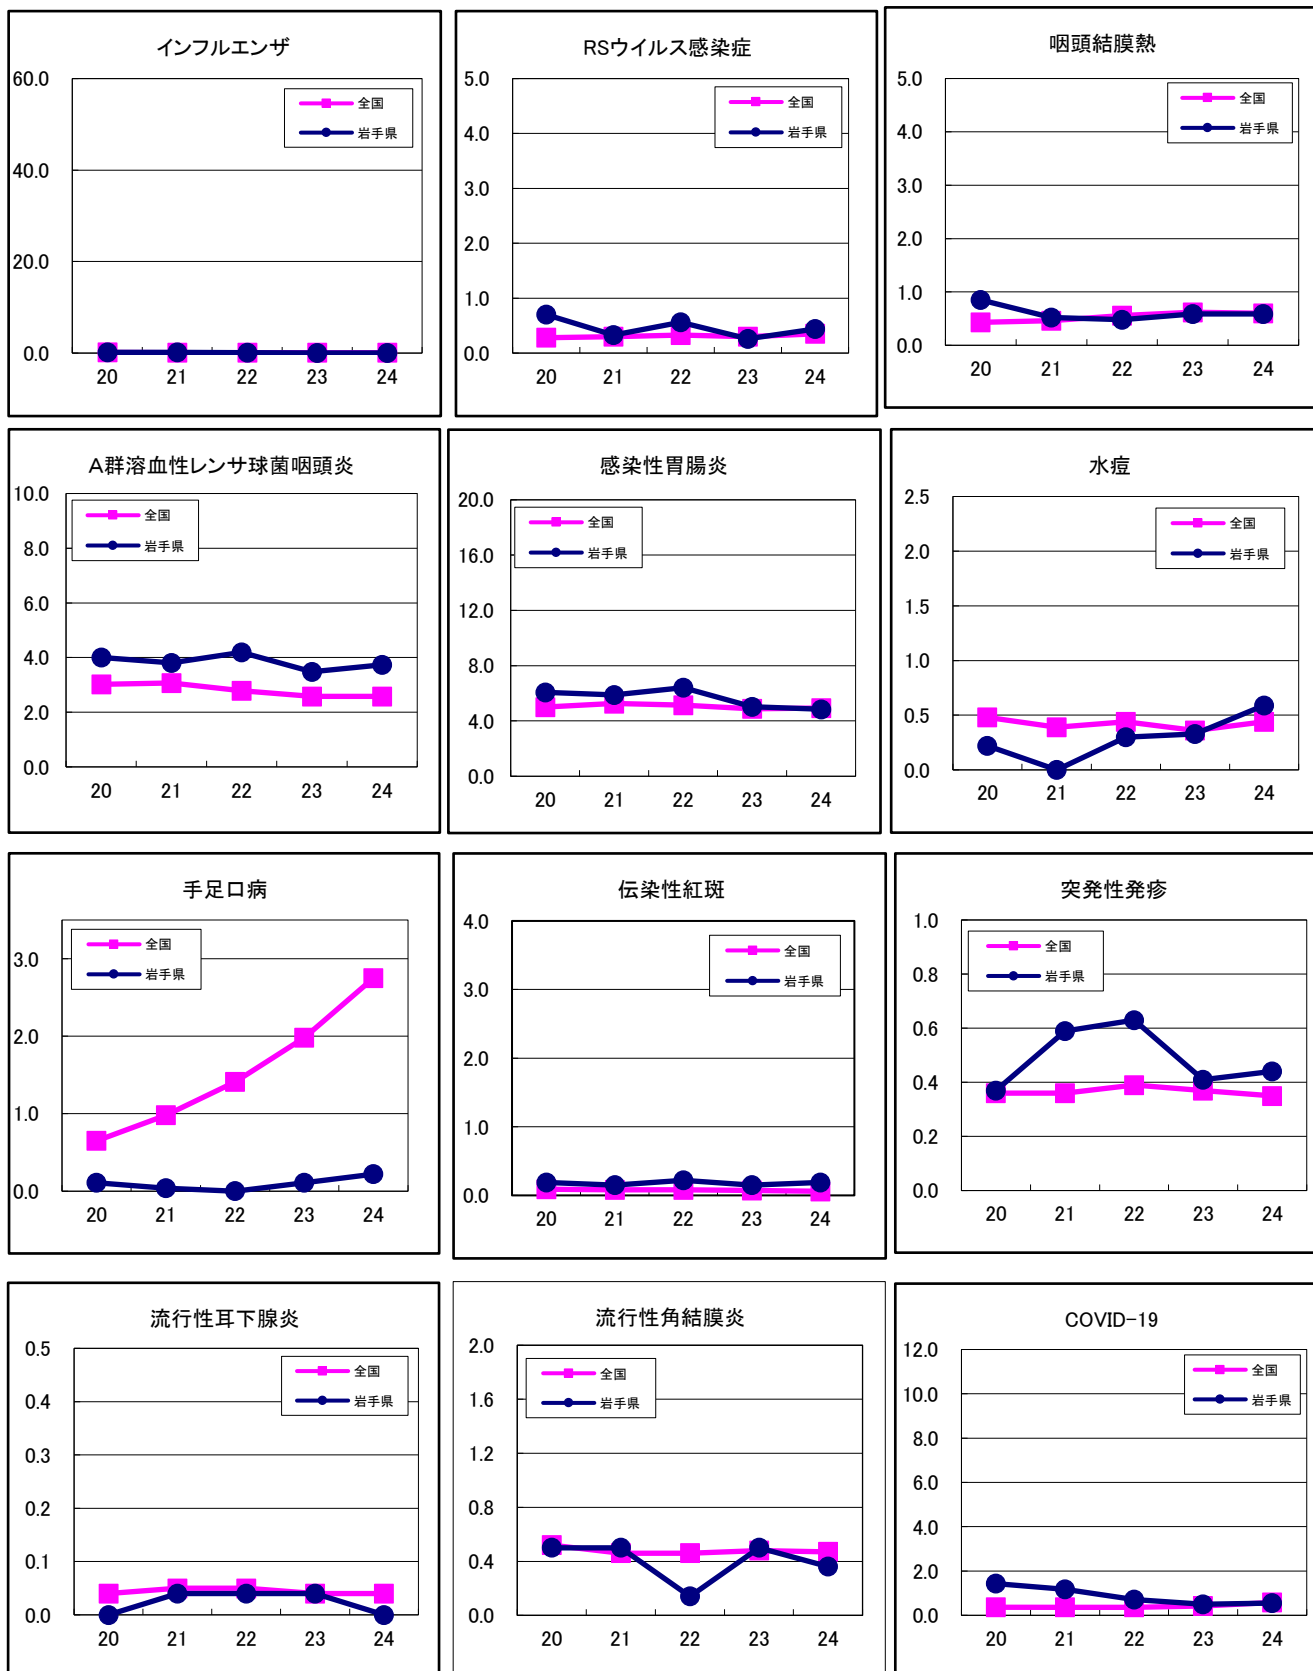 インフルエンザ
60.0
40.0
20.0
0.0
20 21 22 23 24
全国
岩手県
RSウイルス感染症
5.0
4.0
3.0
2.0
1.0
0.0
20 21 22 23 24
全国
岩手県
咽頭結膜熱
5.0
4.0
3.0
2.0
1.0
0.0
20 21 22 23 24
全国
岩手県
A群溶血性レンサ球菌咽頭炎
10.0
8.0
6.0
4.0
2.0
0.0
20 21 22 23 24
全国
岩手県
感染性胃腸炎
20.0
16.0
12.0
8.0
4.0
0.0
20 21 22 23 24
全国
岩手県
水痘
2.5
2.0
1.5
1.0
0.5
0.0
20 21 22 23 24
全国
岩手県
手足口病
3.0
2.0
1.0
0.0
20 21 22 23 24
全国
岩手県
伝染性紅斑
4.0
3.0
2.0
1.0
0.0
20 21 22 23 24
全国
岩手県
突発性発疹
1.0
0.8
0.6
0.4
0.2
0.0
20 21 22 23 24
全国
岩手県
流行性耳下腺炎
0.5
0.4
0.3
0.2
0.1
0.0
20 21 22 23 24
全国
岩手県
流行性角結膜炎
2.0
1.6
1.2
0.8
0.4
0.0
20 21 22 23 24
全国
岩手県
COVID-19
12.0
10.0
8.0
6.0
4.0
2.0
0.0
20 21 22 23 24
全国
岩手県